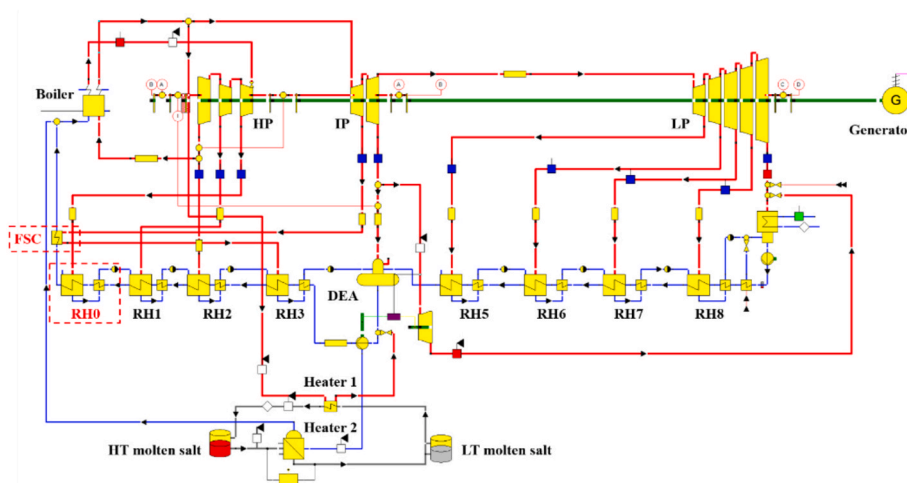 Boiler
B
A
I
HP
IP
A
B
LP
C
D
G
Generato
FSC
RH0
RH1
RH2
RH3
DEA
RH5
RH6
RH7
RH8
Heater 1
Heater 2
HT molten salt
LT molten salt